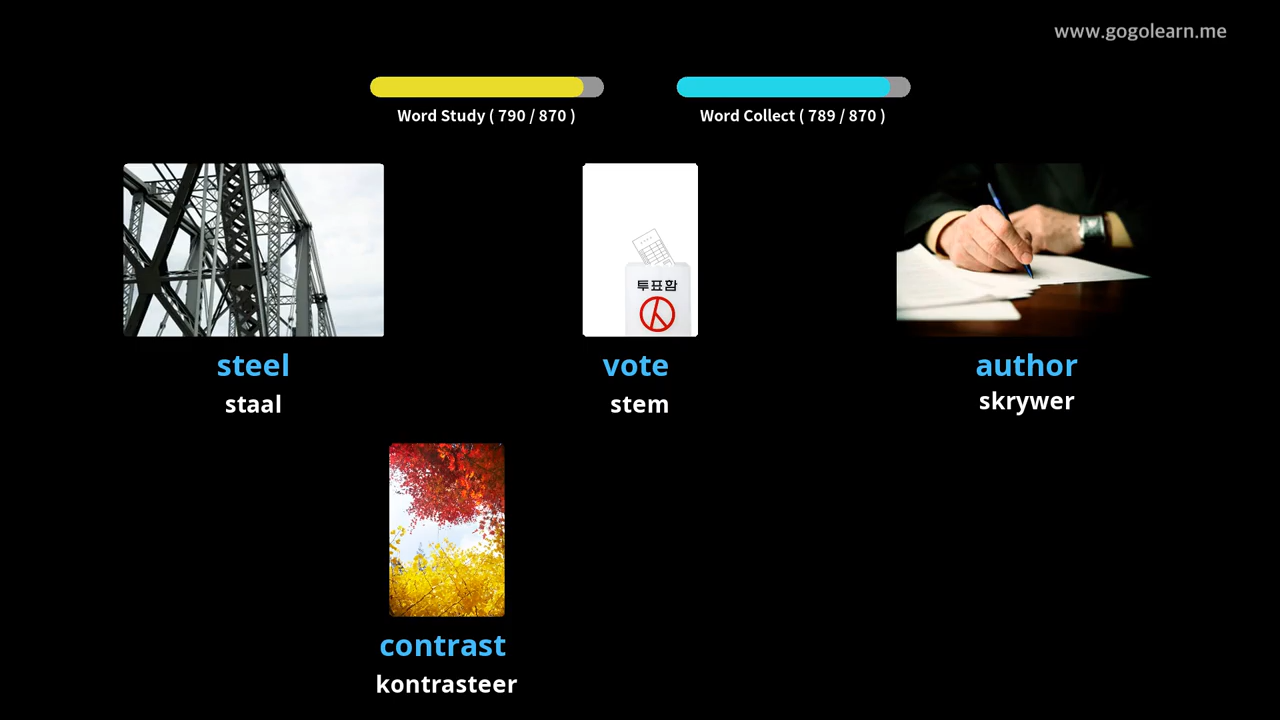 www.gogolearn.me
Word Study ( 790 / 870 )
Word Collect ( 789 / 870 )
투표함
steel
staal
vote
stem
author
skrywer
contrast
kontrasteer